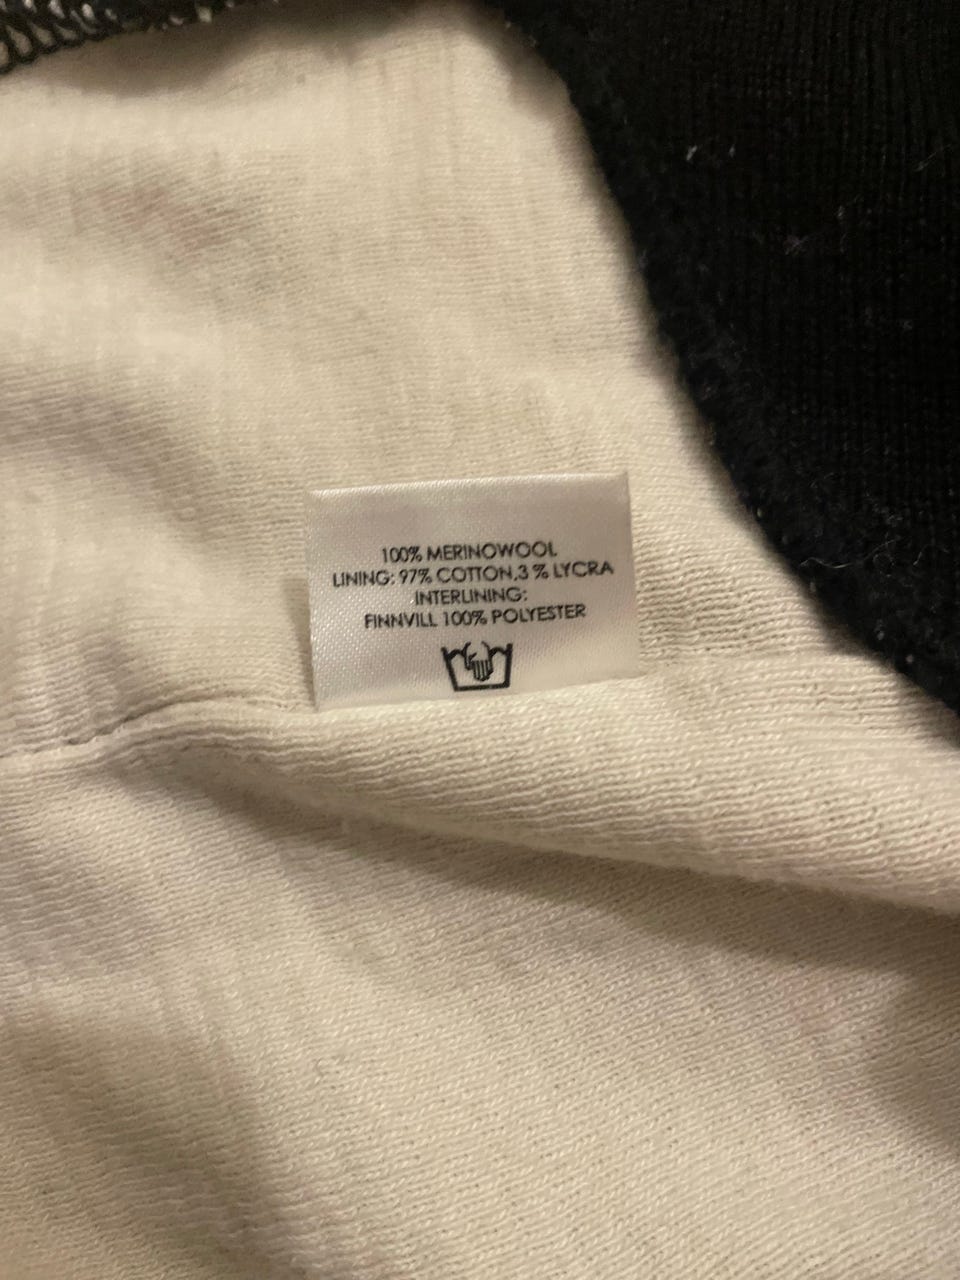 100% MERINOWOOL
LINING: 97% COTTON,3 % LYCRA
INTERLINING:
FINNVILL 100% POLYESTER